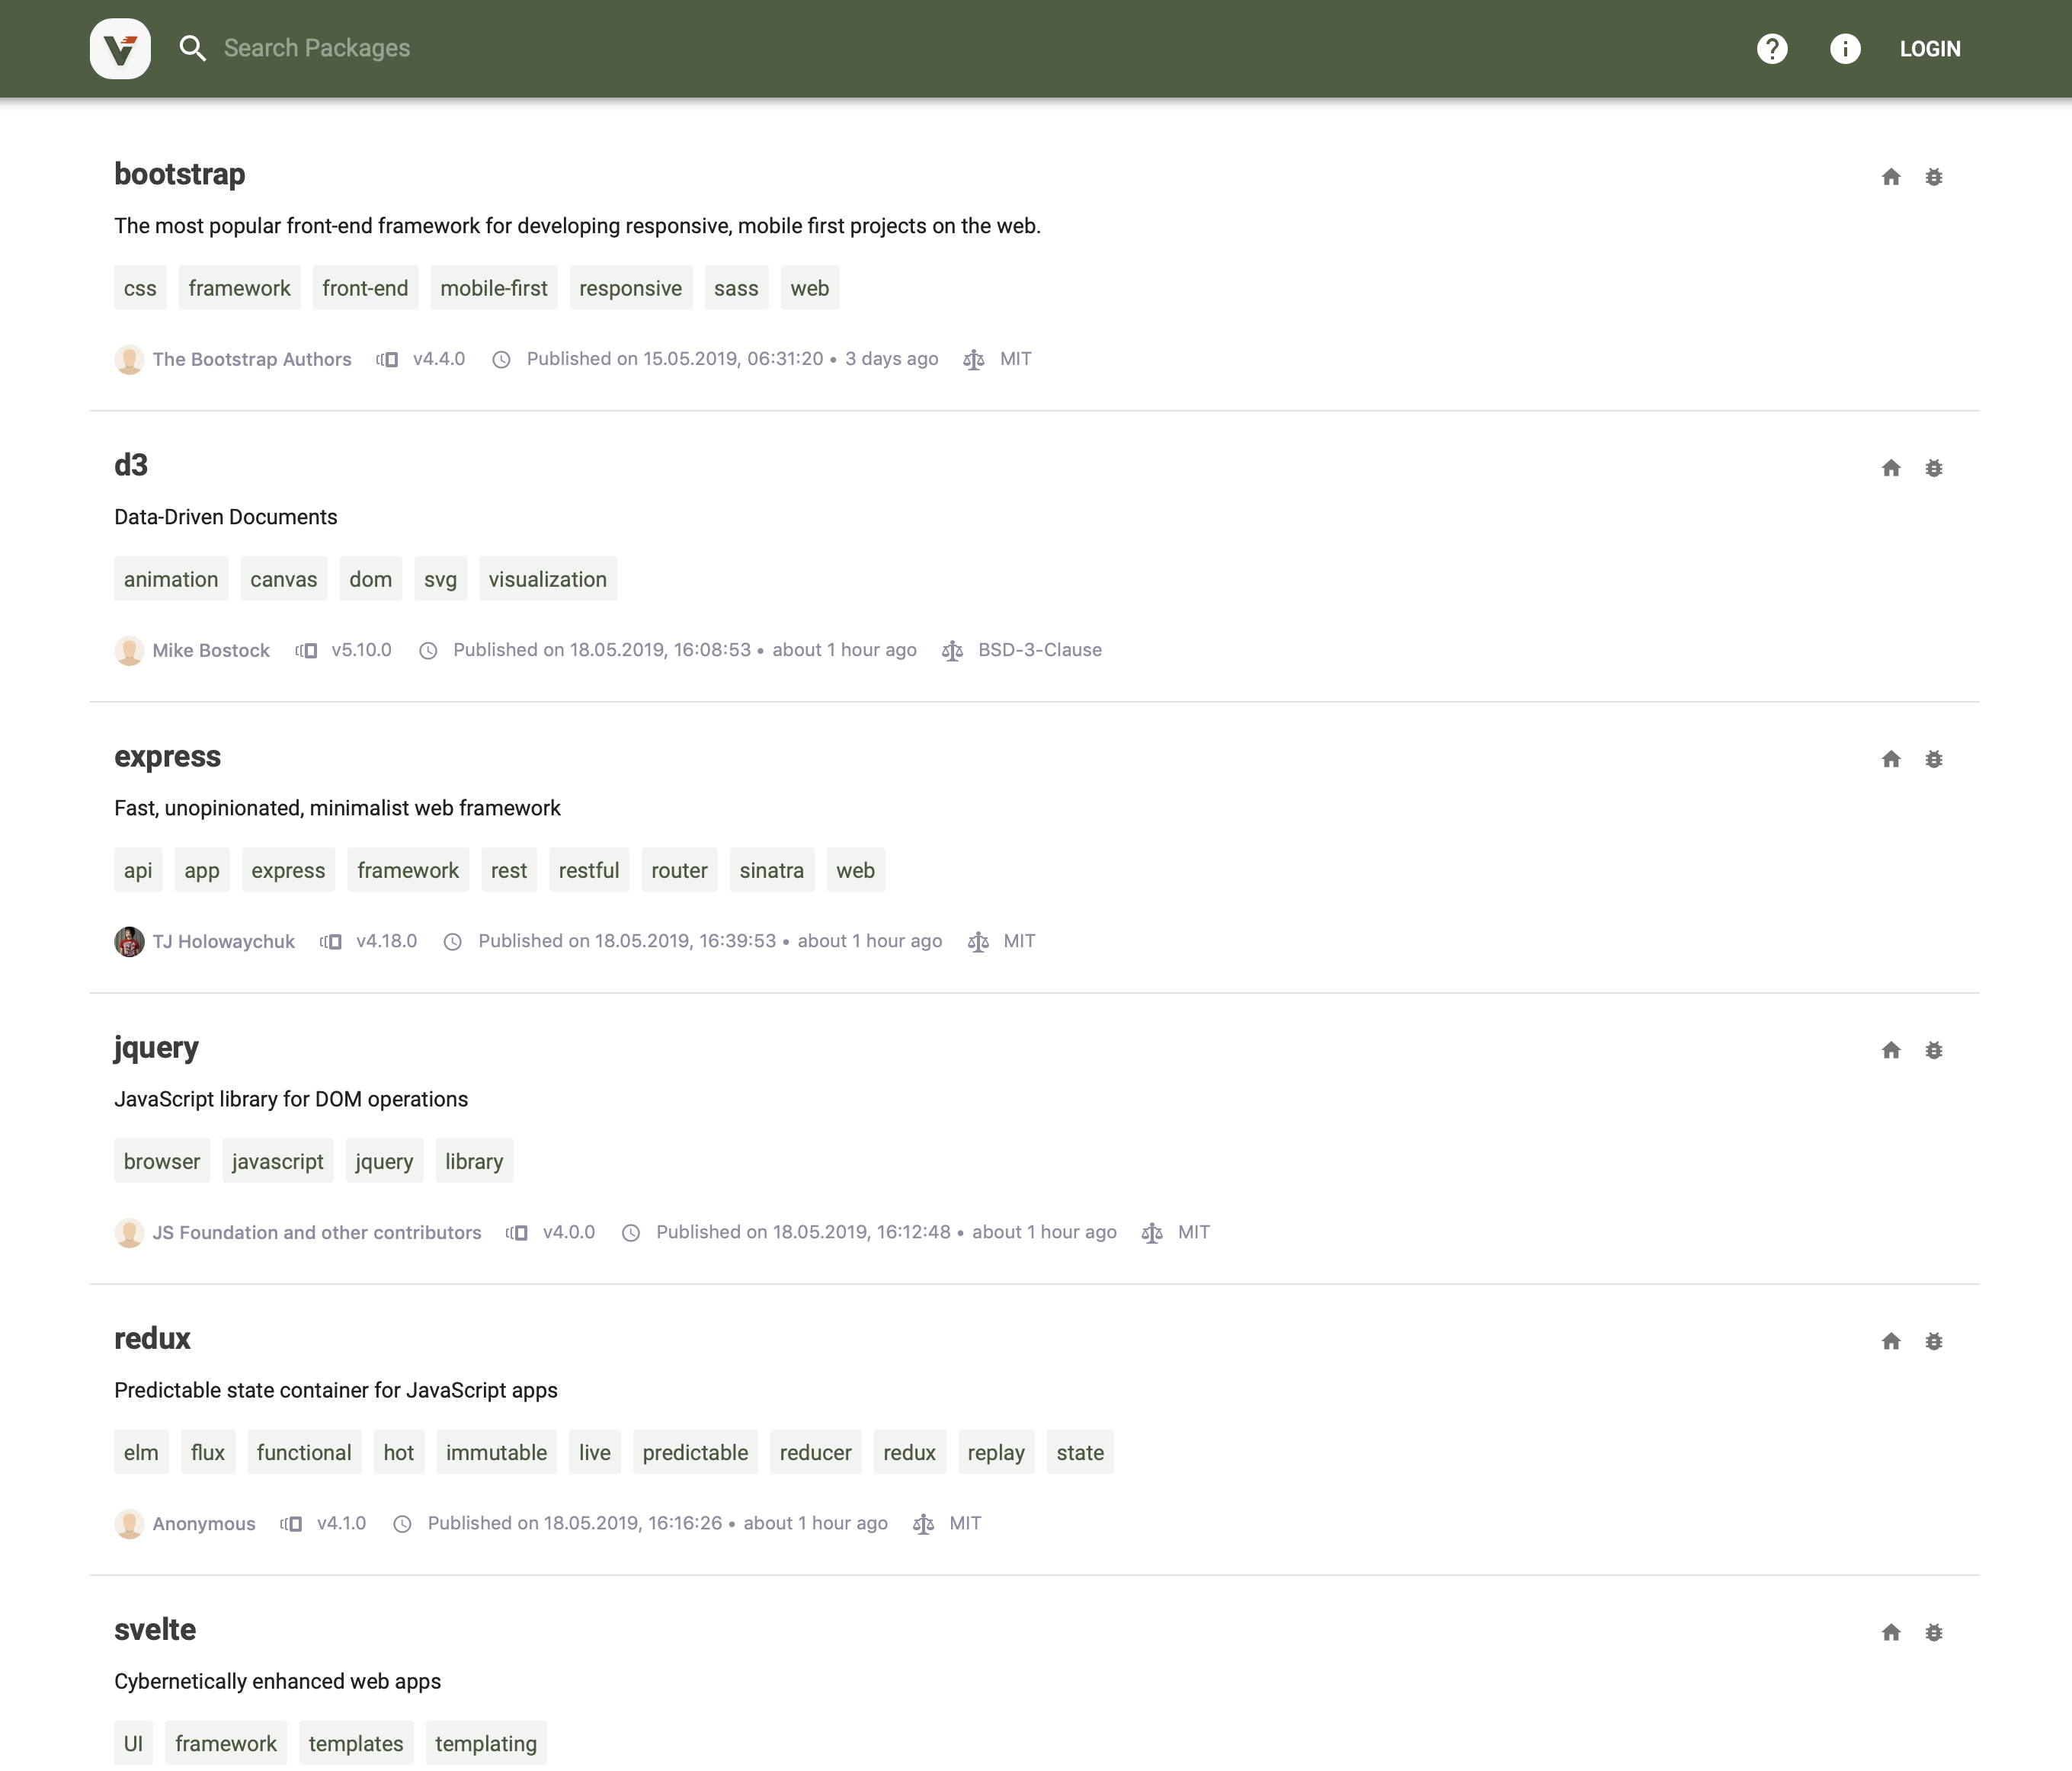 Search Packages
LOGIN
bootstrap
The most popular front-end framework for developing responsive, mobile first projects on the web.
css framework front-end mobile-first responsive sass web
The Bootstrap Authors v4.4.0 Published on 15.05.2019, 06:31:20 • 3 days ago MIT
d3
Data-Driven Documents
animation canvas dom svg visualization
Mike Bostock v5.10.0 Published on 18.05.2019, 16:08:53 • about 1 hour ago BSD-3-Clause
express
Fast, unopinionated, minimalist web framework
api app express framework rest restful router sinatra web
TJ Holowaychuk v4.18.0 Published on 18.05.2019, 16:39:53 • about 1 hour ago MIT
jquery
JavaScript library for DOM operations
browser javascript jquery library
JS Foundation and other contributors v4.0.0 Published on 18.05.2019, 16:12:48 • about 1 hour ago MIT
redux
Predictable state container for JavaScript apps
elm flux functional hot immutable live predictable reducer redux replay state
Anonymous v4.1.0 Published on 18.05.2019, 16:16:26 • about 1 hour ago MIT
svelte
Cybernetically enhanced web apps
UI framework templates templating